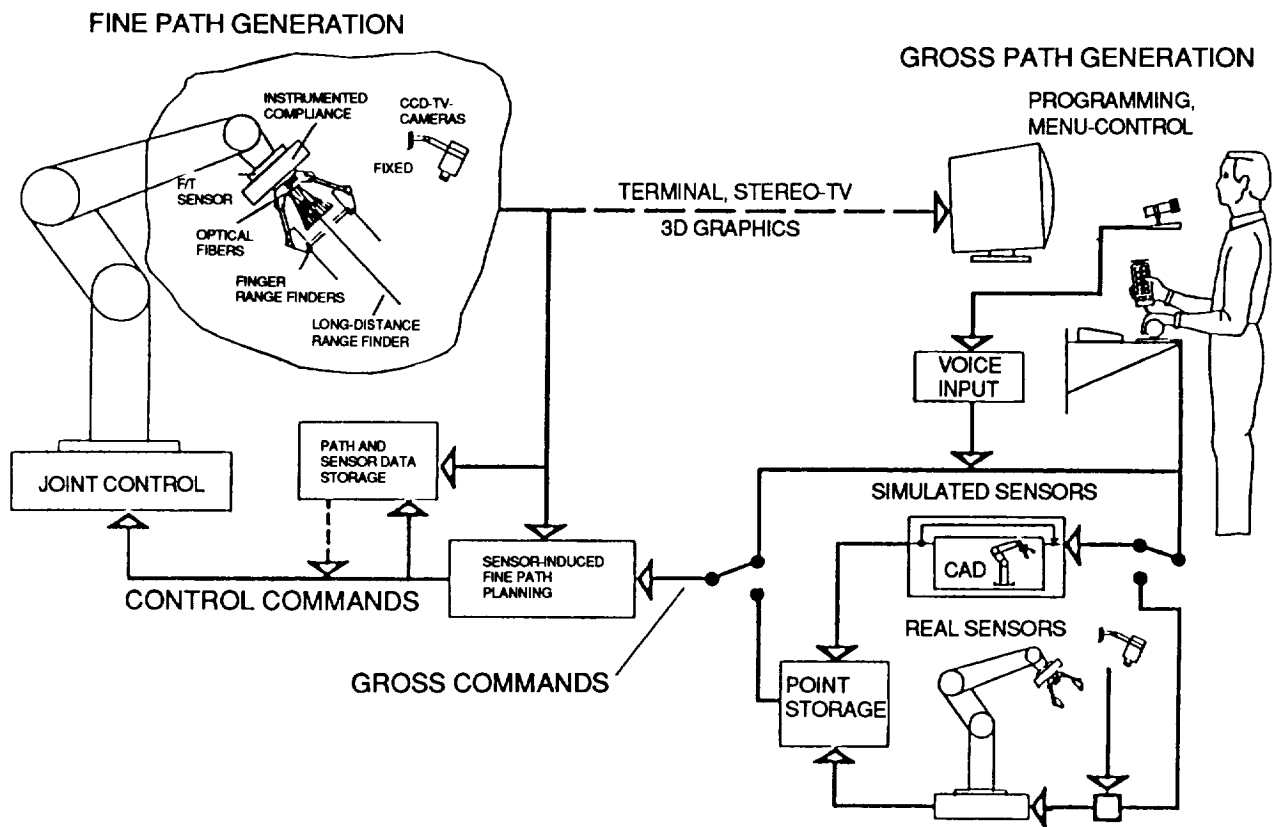 FINE PATH GENERATION
GROSS PATH GENERATION
INSTRUMENTED
COMPLIANCE
CCD-TV-
CAMERAS
FIXED
F/T
SENSOR
OPTICAL
FIBERS
FINGER
RANGE FINDERS
LONG-DISTANCE
RANGE FINDER
PROGRAMMING,
MENU-CONTROL
TERMINAL, STEREO-TV
3D GRAPHICS
VOICE
INPUT
JOINT CONTROL
PATH AND
SENSOR DATA
STORAGE
SENSOR-INDUCED
FINE PATH
PLANNING
CONTROL COMMANDS
GROSS COMMANDS
SIMULATED SENSORS
CAD
REAL SENSORS
POINT
STORAGE